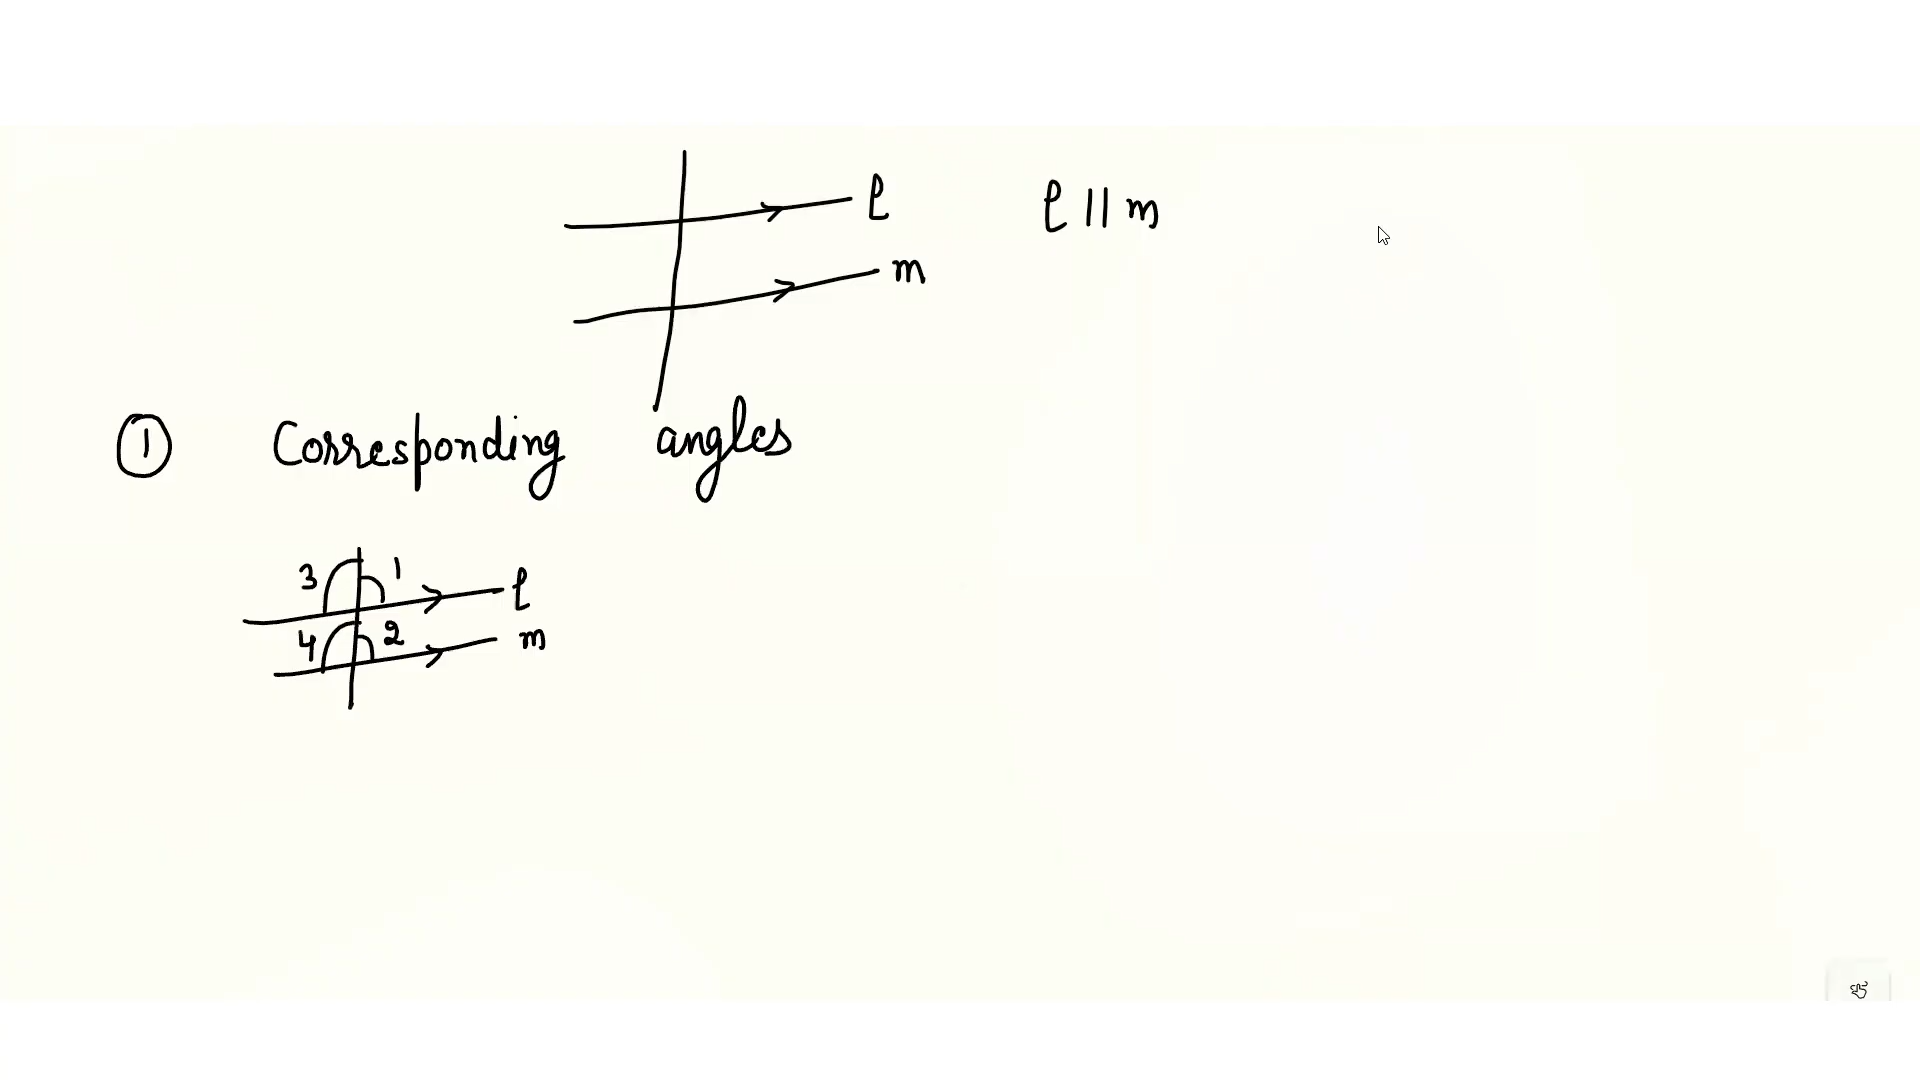 l l || m
m
① Corresponding angles
3 1 l
4 2 m